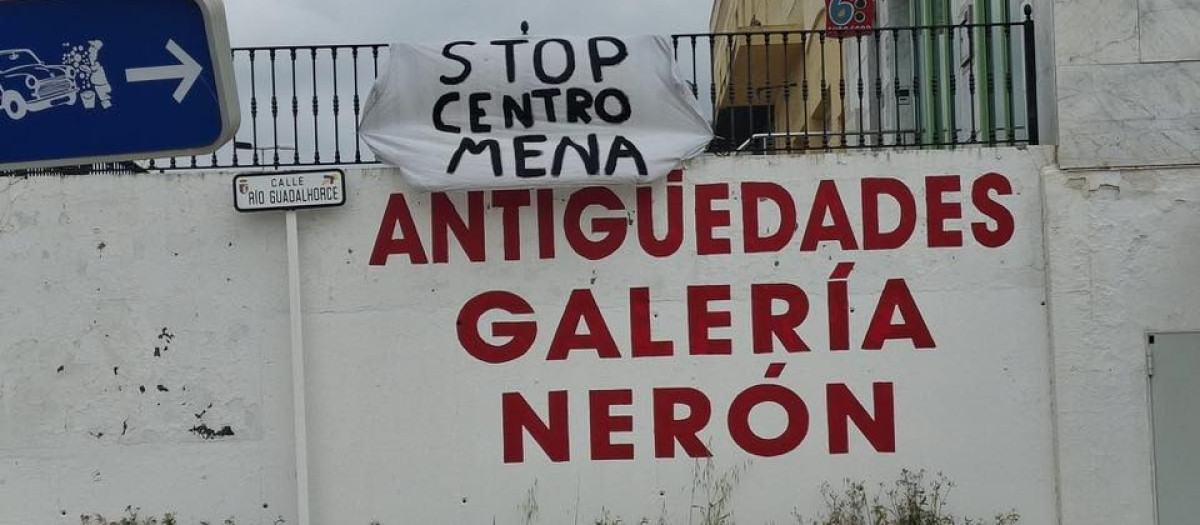 STOP
CENTRO
MENA
CALLE
RÍO GUADALHORCE
ANTIGÜEDADES
GALERÍA
NERÓN